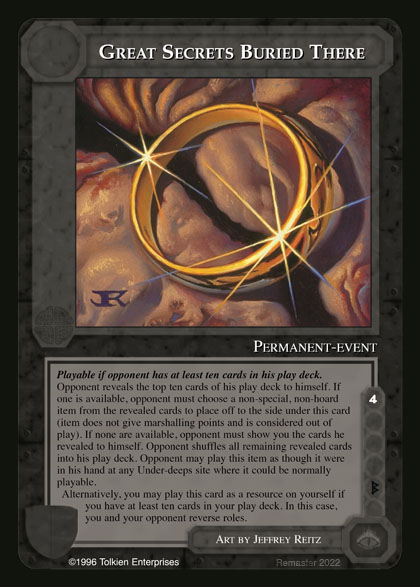 Great Secrets Buried There
JR
Permanent-event
Playable if opponent has at least ten cards in his play deck.
Opponent reveals the top ten cards of his play deck to himself. If
one is available, opponent must choose a non-special, non-hoard
item from the revealed cards to place off to the side under this card
(item does not give marshalling points and is considered out of
play). If none are available, opponent must show you the cards he
revealed to himself. Opponent shuffles all remaining revealed cards
into his play deck. Opponent may play this item as though it were
in his hand at any Under-deeps site where it could be normally
playable.
Alternatively, you may play this card as a resource on yourself if
you have at least ten cards in your play deck. In this case,
you and your opponent reverse roles.
4
Art by Jeffrey Reitz
©1996 Tolkien Enterprises
Remaster 2022